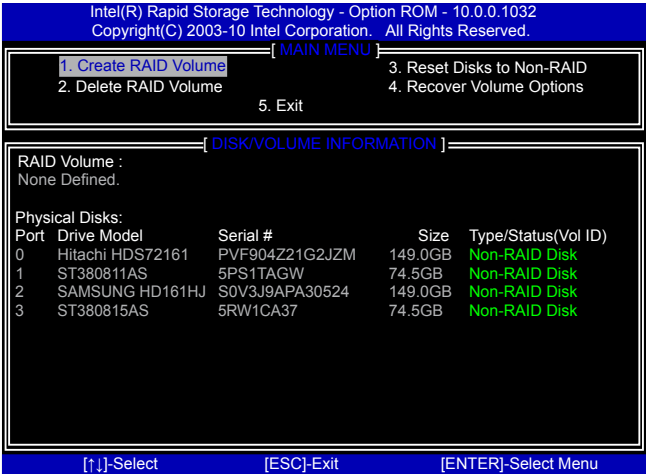 Intel(R) Rapid Storage Technology - Option ROM - 10.0.0.1032
Copyright(C) 2003-10 Intel Corporation.  All Rights Reserved.
[ MAIN MENU ]
1. Create RAID Volume 3. Reset Disks to Non-RAID
2. Delete RAID Volume 4. Recover Volume Options
5. Exit
[ DISK/VOLUME INFORMATION ]
RAID Volume :
None Defined.
Physical Disks:
Port Drive Model Serial # Size Type/Status(Vol ID)
0 Hitachi HDS72161 PVF904Z21G2JZM 149.0GB Non-RAID Disk
1 ST380811AS 5PS1TAGW 74.5GB Non-RAID Disk
2 SAMSUNG HD161HJ S0V3J9APA30524 149.0GB Non-RAID Disk
3 ST380815AS 5RW1CA37 74.5GB Non-RAID Disk
[↑↓]-Select [ESC]-Exit [ENTER]-Select Menu